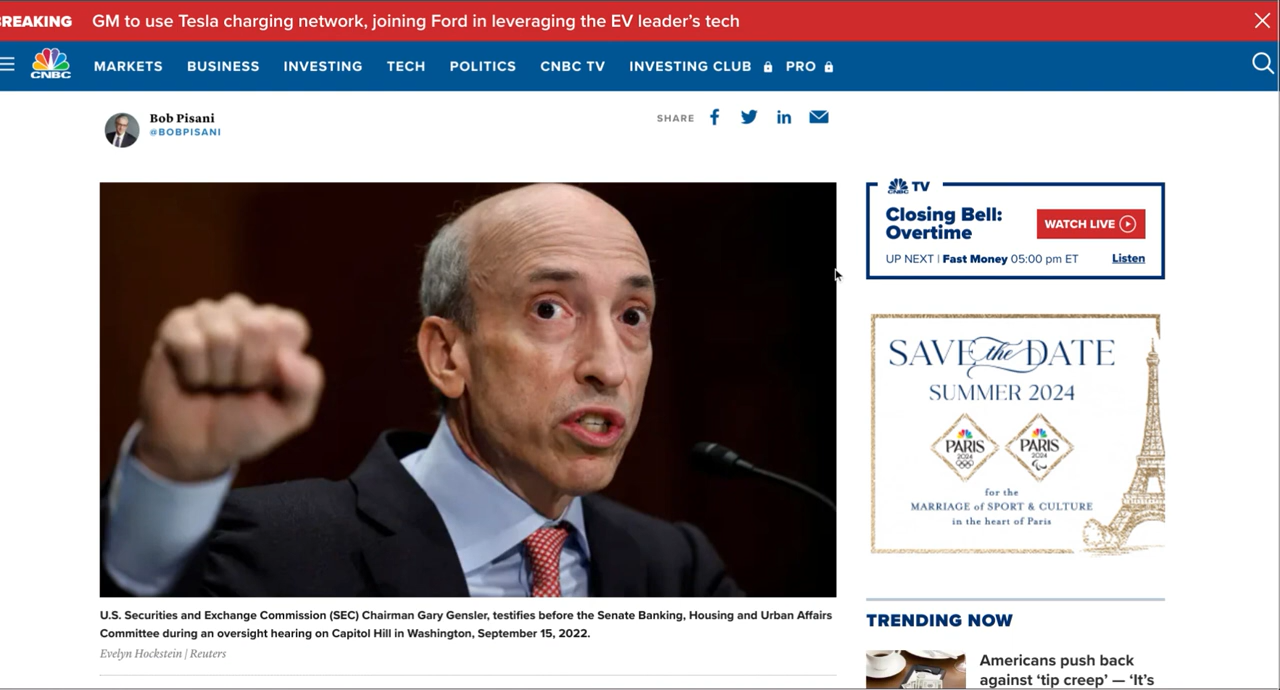 BREAKING GM to use Tesla charging network, joining Ford in leveraging the EV leader's tech
CNBC MARKETS BUSINESS INVESTING TECH POLITICS CNBC TV INVESTING CLUB PRO
Bob Pisani
@BOBPISANI
SHARE
CNBC TV
Closing Bell:
Overtime
WATCH LIVE
UP NEXT | Fast Money 05:00 pm ET Listen
SAVE the DATE
SUMMER 2024
PARIS 2024 PARIS 2024
for the
MARRIAGE of SPORT & CULTURE
in the heart of Paris
U.S. Securities and Exchange Commission (SEC) Chairman Gary Gensler, testifies before the Senate Banking, Housing and Urban Affairs
Committee during an oversight hearing on Capitol Hill in Washington, September 15, 2022.
Evelyn Hockstein | Reuters
TRENDING NOW
Americans push back
against 'tip creep' — 'It's